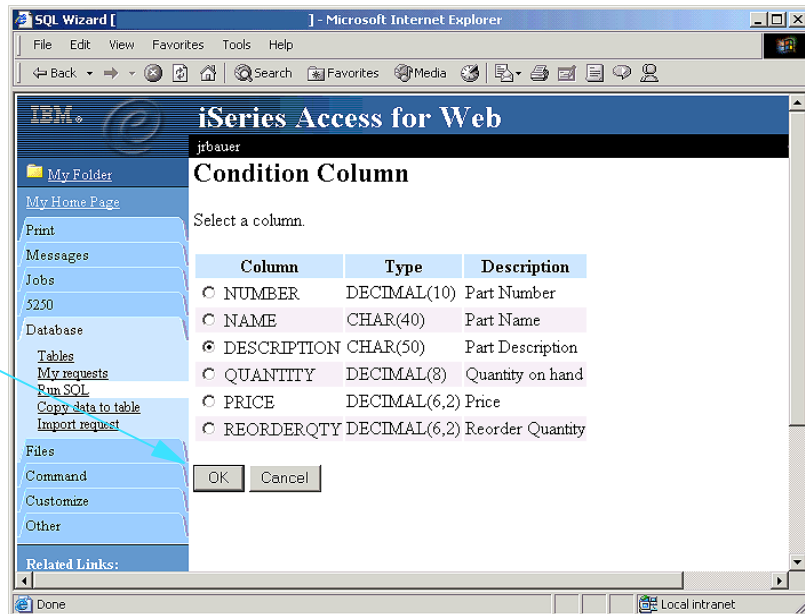 SQL Wizard [ ] - Microsoft Internet Explorer
File Edit View Favorites Tools Help
Back Search Favorites Media
IBM iSeries Access for Web
jrbauer
My Folder
My Home Page
Print
Messages
Jobs
5250
Database
Tables
My requests
Run SQL
Copy data to table
Import request
Files
Command
Customize
Other
Related Links:
Condition Column
Select a column.
Column Type Description
NUMBER DECIMAL(10) Part Number
NAME CHAR(40) Part Name
DESCRIPTION CHAR(50) Part Description
QUANTITY DECIMAL(8) Quantity on hand
PRICE DECIMAL(6,2) Price
REORDERQTY DECIMAL(6,2) Reorder Quantity
OK Cancel
Done Local intranet